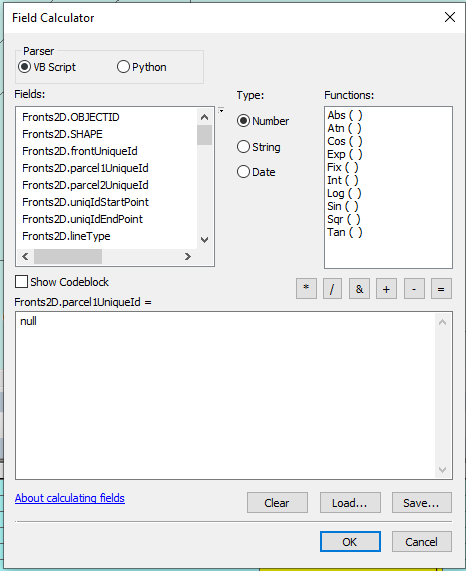 Field Calculator
Parser
VB Script Python
Fields: Type: Functions:
Fronts2D.OBJECTID
Fronts2D.SHAPE
Fronts2D.frontUniqueId
Fronts2D.parcel1UniqueId
Fronts2D.parcel2UniqueId
Fronts2D.uniqIdStartPoint
Fronts2D.uniqIdEndPoint
Fronts2D.lineType
Number
String
Date
Abs ( )
Atn ( )
Cos ( )
Exp ( )
Fix ( )
Int ( )
Log ( )
Sin ( )
Sqr ( )
Tan ( )
Show Codeblock
* / & + - =
Fronts2D.parcel1UniqueId =
null
About calculating fields
Clear Load... Save...
OK Cancel